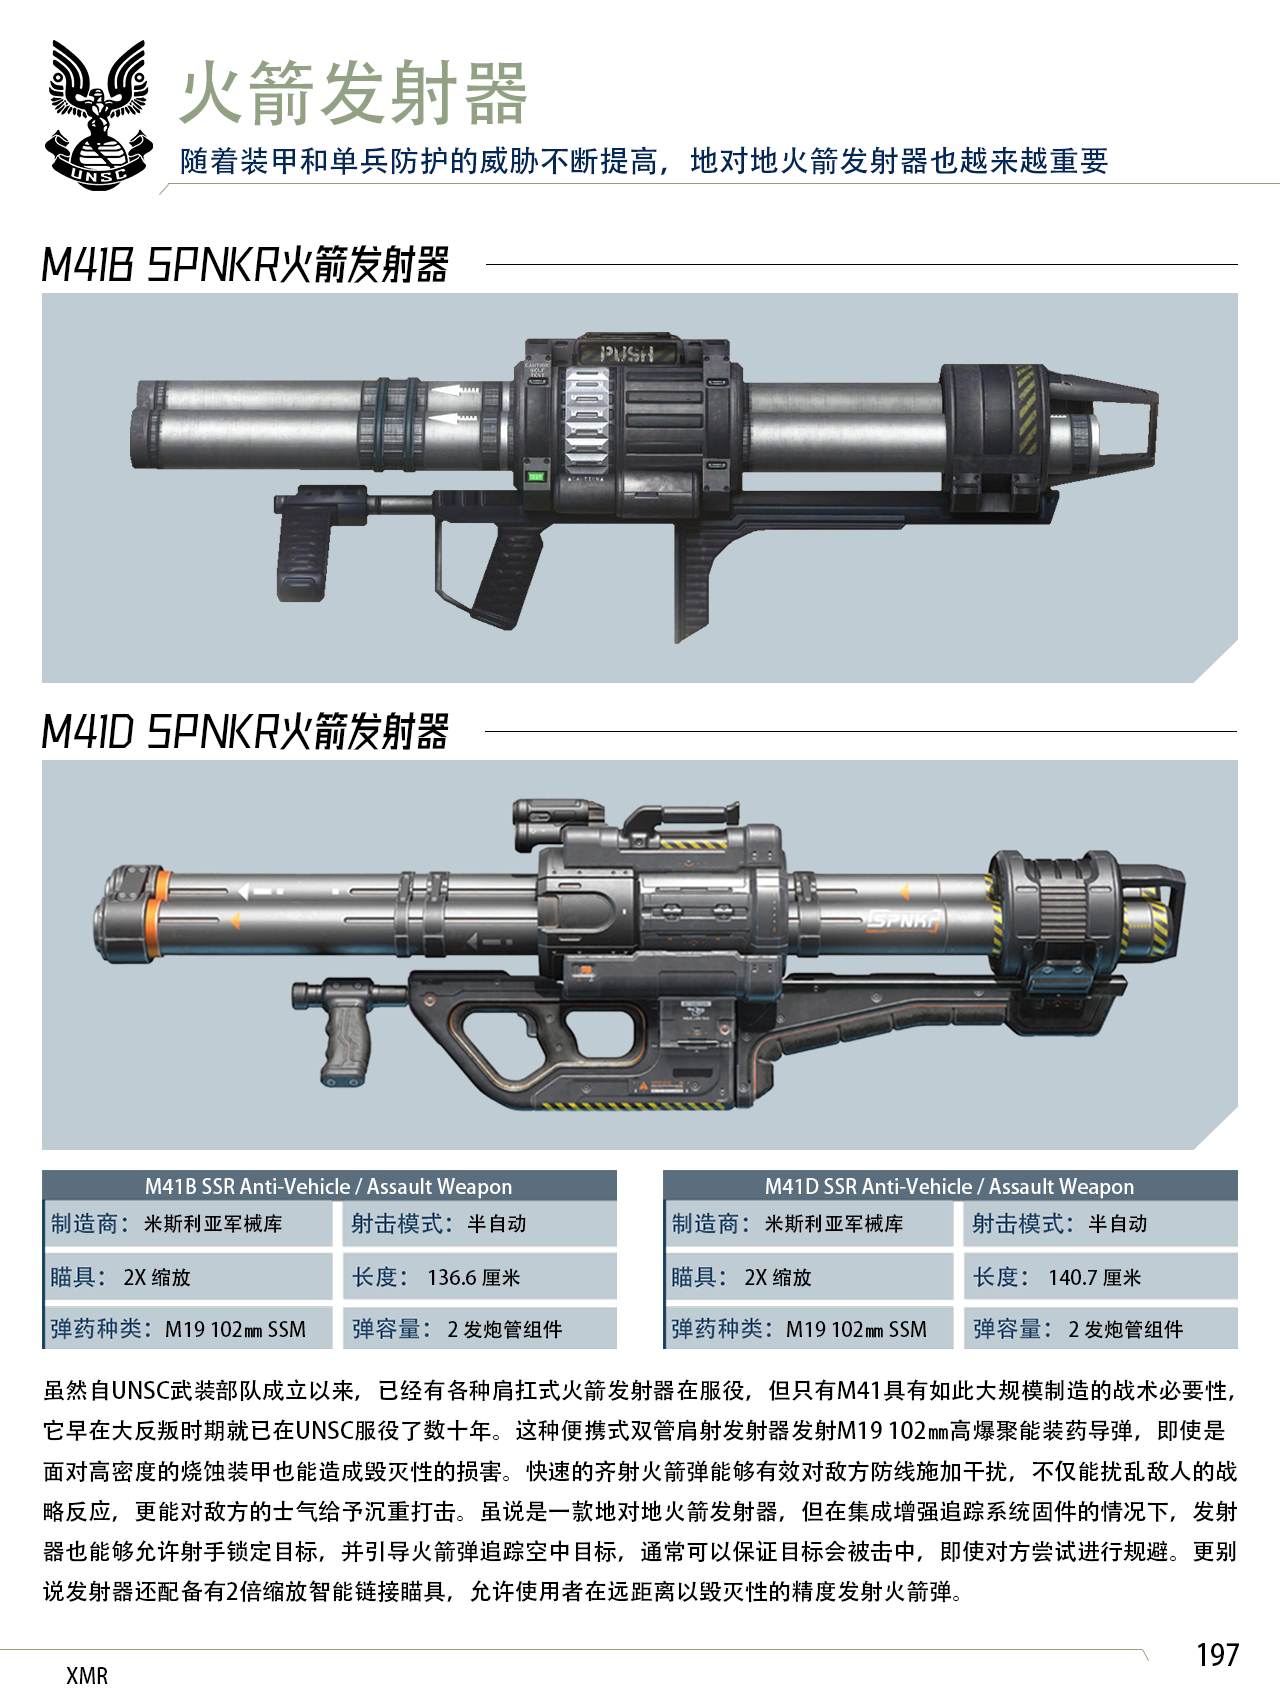 UNSC
火箭发射器
随着装甲和单兵防护的威胁不断提高，地对地火箭发射器也越来越重要
M41B SPNKR火箭发射器
PUSH
M41D SPNKR火箭发射器
SPNKr
M41B SSR Anti-Vehicle / Assault Weapon
制造商：米斯利亚军械库 射击模式：半自动
瞄具：2X 缩放 长度：136.6 厘米
弹药种类：M19 102㎜ SSM 弹容量：2 发炮管组件
M41D SSR Anti-Vehicle / Assault Weapon
制造商：米斯利亚军械库 射击模式：半自动
瞄具：2X 缩放 长度：140.7 厘米
弹药种类：M19 102㎜ SSM 弹容量：2 发炮管组件
虽然自UNSC武装部队成立以来，已经有各种肩扛式火箭发射器在服役，但只有M41具有如此大规模制造的战术必要性，
它早在大反叛时期就已在UNSC服役了数十年。这种便携式双管肩射发射器发射M19 102㎜高爆聚能装药导弹，即使是
面对高密度的烧蚀装甲也能造成毁灭性的损害。快速的齐射火箭弹能够有效对敌方防线施加干扰，不仅能扰乱敌人的战
略反应，更能对敌方的士气给予沉重打击。虽说是一款地对地火箭发射器，但在集成增强追踪系统固件的情况下，发射
器也能够允许射手锁定目标，并引导火箭弹追踪空中目标，通常可以保证目标会被击中，即使对方尝试进行规避。更别
说发射器还配备有2倍缩放智能链接瞄具，允许使用者在远距离以毁灭性的精度发射火箭弹。
197
XMR